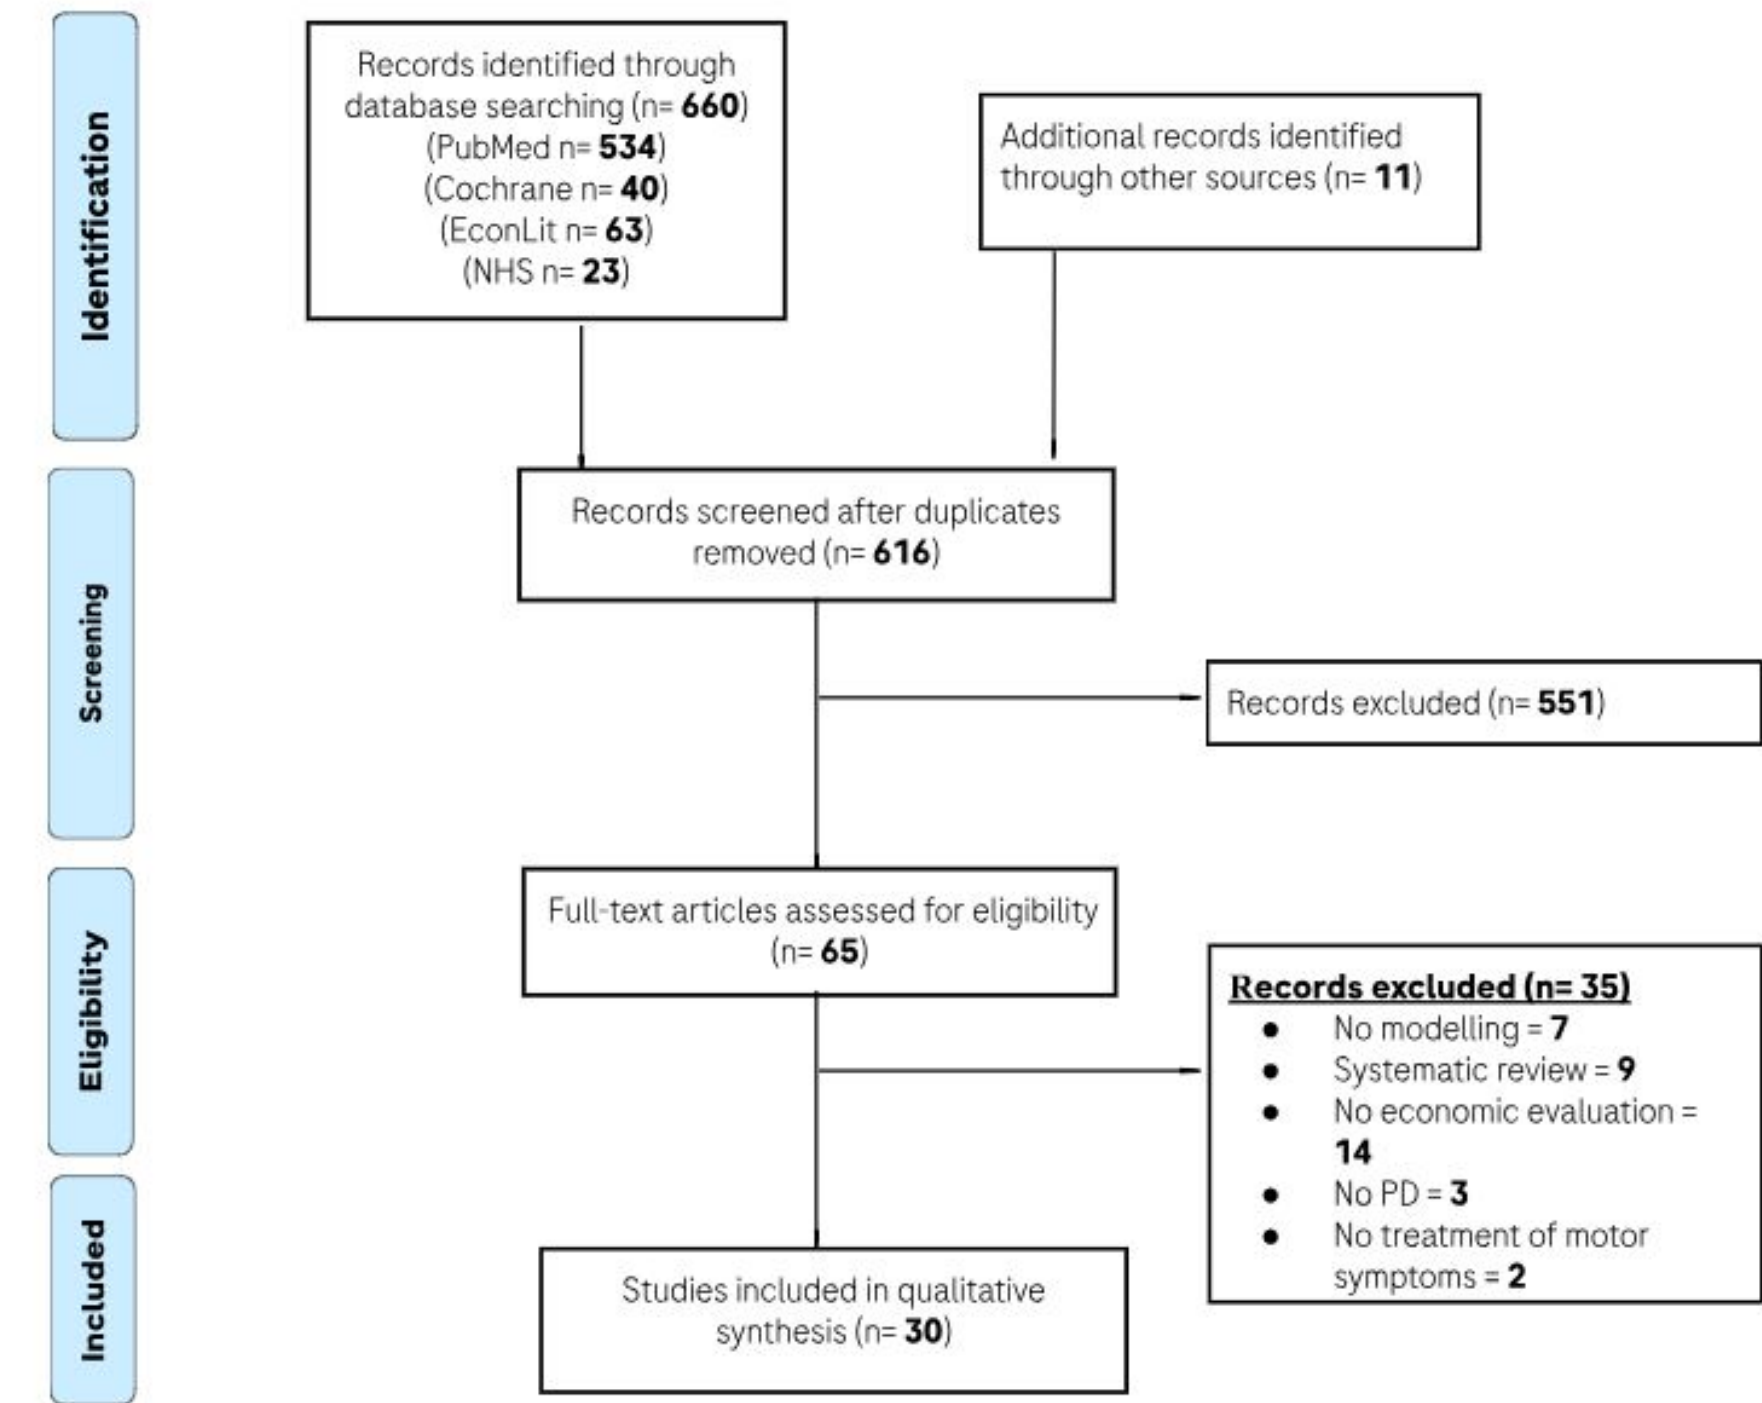 Identification
Records identified through
database searching (n= 660)
(PubMed n= 534)
(Cochrane n= 40)
(EconLit n= 63)
(NHS n= 23)
Additional records identified
through other sources (n= 11)
Screening
Records screened after duplicates
removed (n= 616)
Records excluded (n= 551)
Eligibility
Full-text articles assessed for eligibility
(n= 65)
Records excluded (n= 35)
● No modelling = 7
● Systematic review = 9
● No economic evaluation =
14
● No PD = 3
● No treatment of motor
symptoms = 2
Included
Studies included in qualitative
synthesis (n= 30)